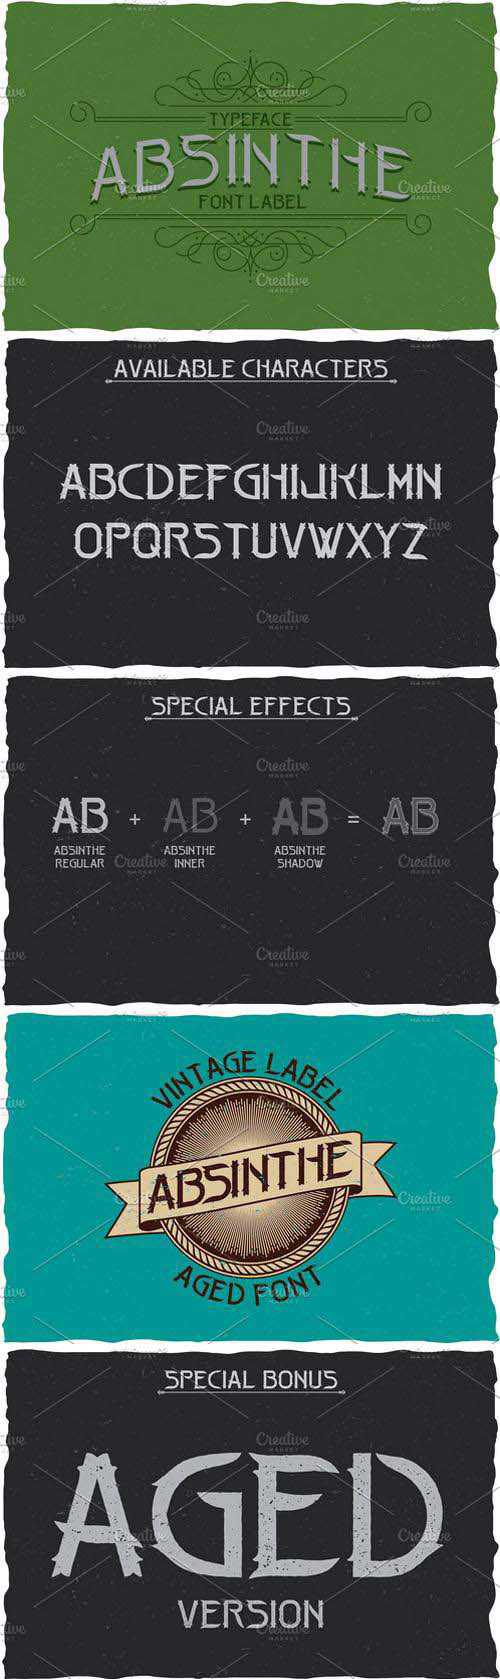 TYPEFACE
ABSINTHE
FONT LABEL
AVAILABLE CHARACTERS
ABCDEFGHIJKLMN
OPQRSTUVWXYZ
SPECIAL EFFECTS
AB + AB + AB = AB
ABSINTHE REGULAR
ABSINTHE INNER
ABSINTHE SHADOW
VINTAGE LABEL
ABSINTHE
AGED FONT
SPECIAL BONUS
AGED
VERSION
Creative MARKET